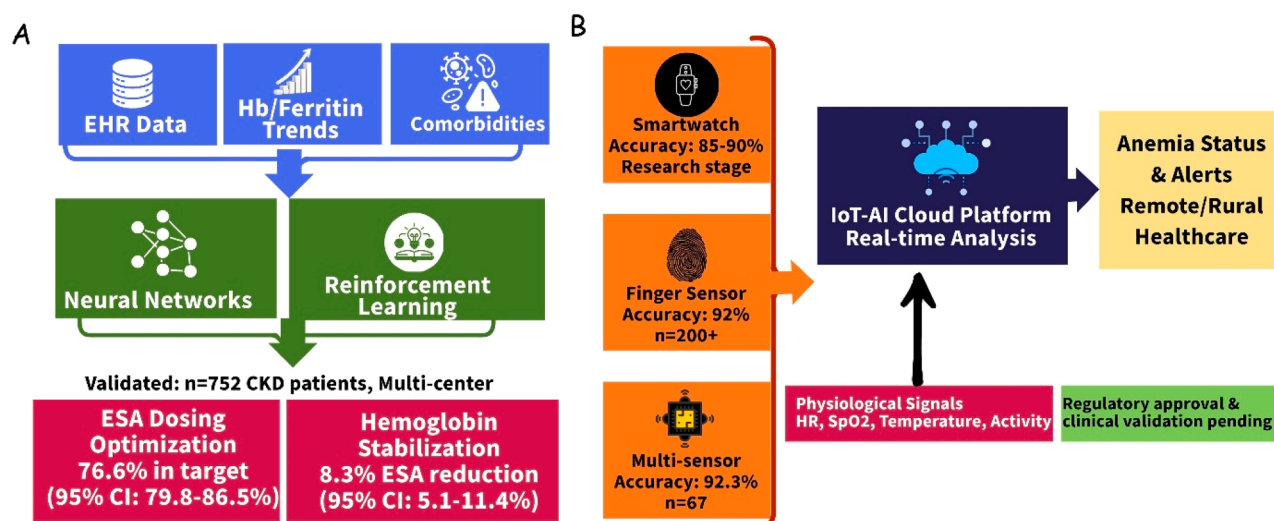 A
EHR Data
Hb/Ferritin
Trends
Comorbidities
Neural Networks
Reinforcement
Learning
Validated: n=752 CKD patients, Multi-center
ESA Dosing
Optimization
76.6% in target
(95% CI: 79.8-86.5%)
Hemoglobin
Stabilization
8.3% ESA reduction
(95% CI: 5.1-11.4%)
B
Smartwatch
Accuracy: 85-90%
Research stage
Finger Sensor
Accuracy: 92%
n=200+
Multi-sensor
Accuracy: 92.3%
n=67
IoT-AI Cloud Platform
Real-time Analysis
Anemia Status
& Alerts
Remote/Rural
Healthcare
Physiological Signals
HR, SpO2, Temperature, Activity
Regulatory approval &
clinical validation pending